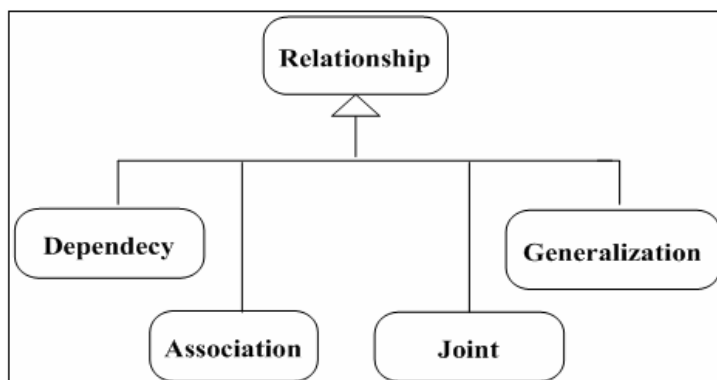 Relationship
Dependecy
Generalization
Association
Joint